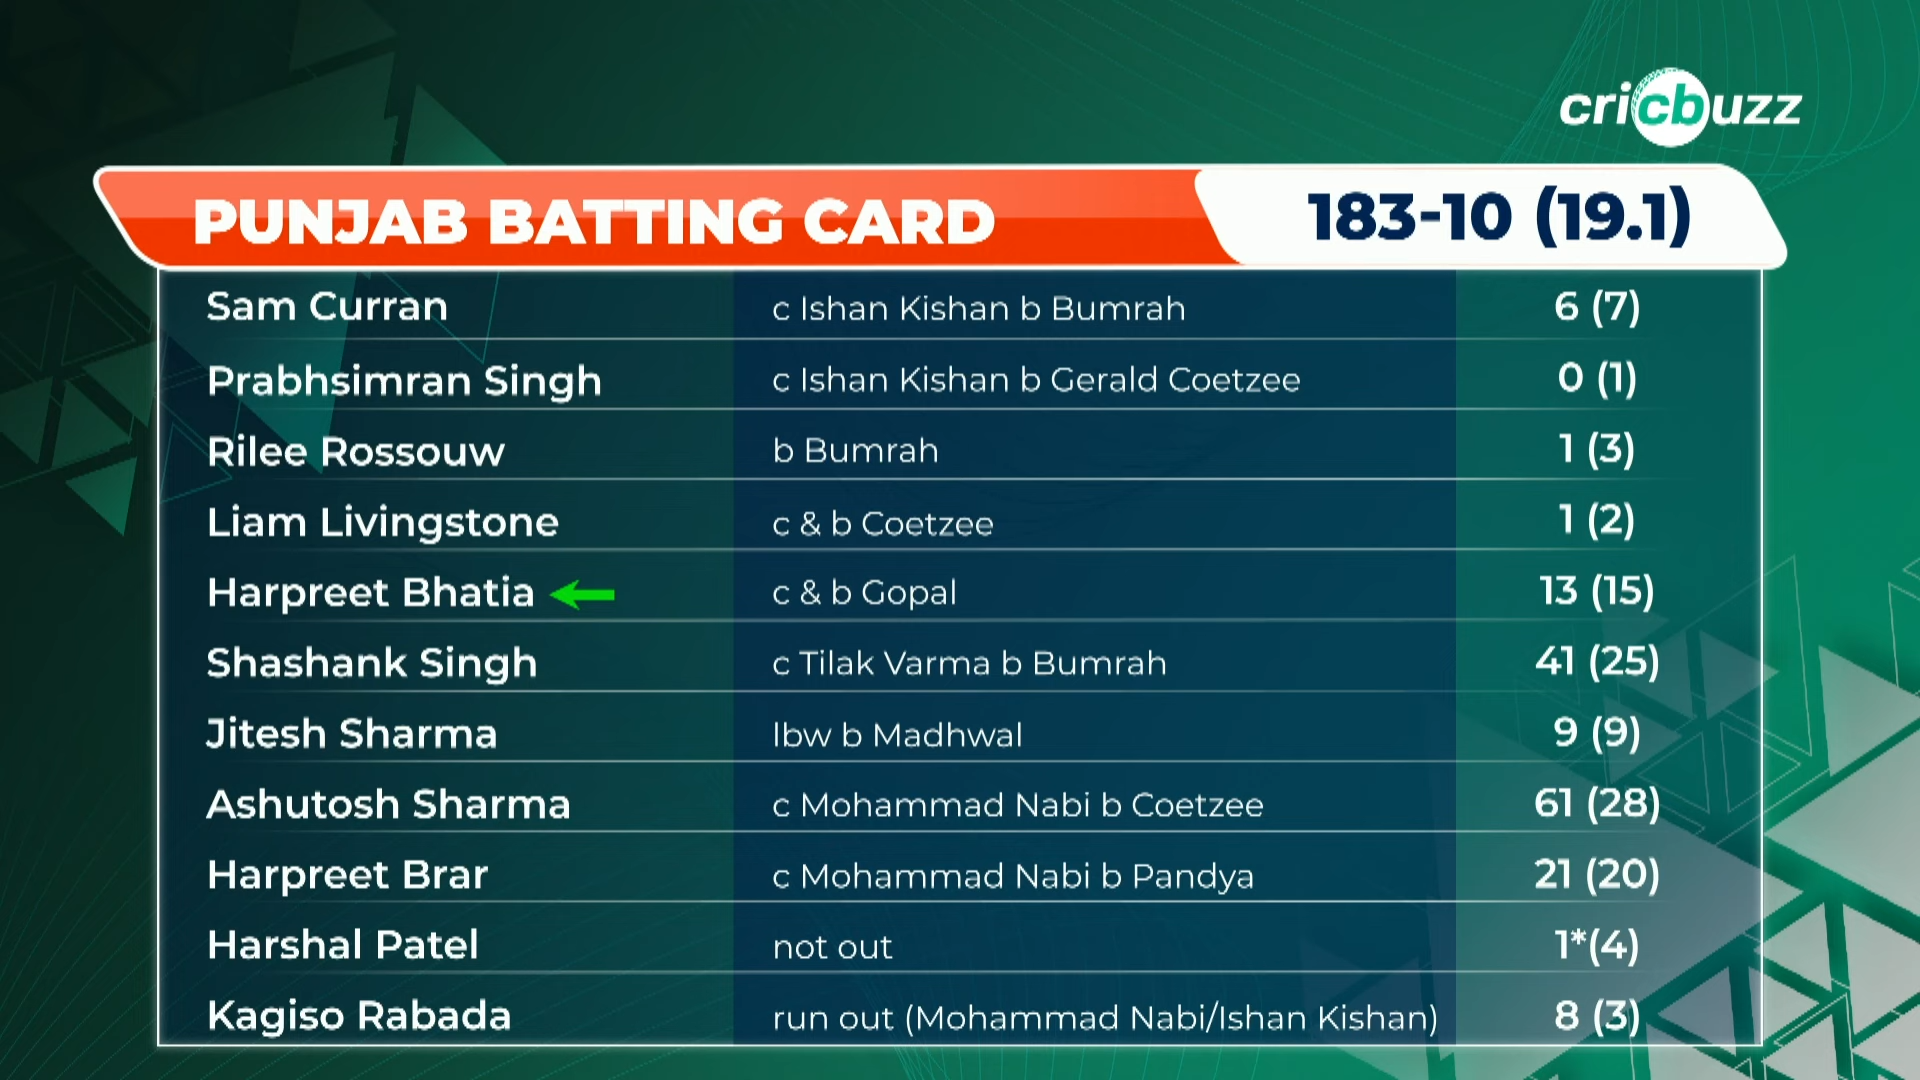 cricbuzz
PUNJAB BATTING CARD 183-10 (19.1)
Sam Curran c Ishan Kishan b Bumrah 6 (7)
Prabhsimran Singh c Ishan Kishan b Gerald Coetzee 0 (1)
Rilee Rossouw b Bumrah 1 (3)
Liam Livingstone c & b Coetzee 1 (2)
Harpreet Bhatia c & b Gopal 13 (15)
Shashank Singh c Tilak Varma b Bumrah 41 (25)
Jitesh Sharma lbw b Madhwal 9 (9)
Ashutosh Sharma c Mohammad Nabi b Coetzee 61 (28)
Harpreet Brar c Mohammad Nabi b Pandya 21 (20)
Harshal Patel not out 1*(4)
Kagiso Rabada run out (Mohammad Nabi/Ishan Kishan) 8 (3)